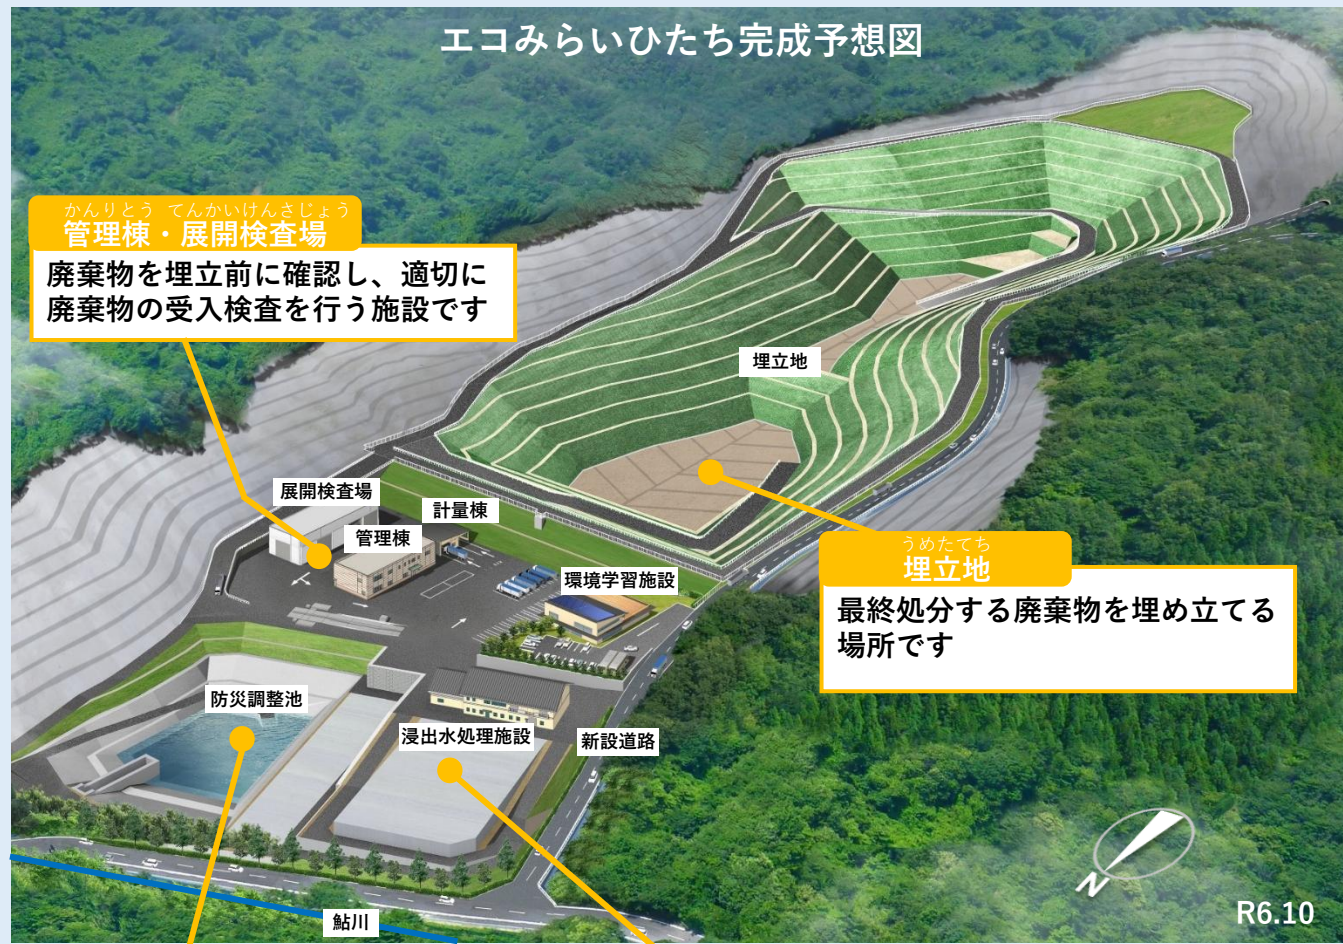 エコみらいひたち完成予想図
かんりとう てんかいけんさじょう
管理棟・展開検査場
廃棄物を埋立前に確認し、適切に
廃棄物の受入検査を行う施設です
埋立地
展開検査場
計量棟
管理棟
うめたてち
埋立地
最終処分する廃棄物を埋め立てる
場所です
環境学習施設
防災調整池
浸出水処理施設
新設道路
鮎川
N
R6.10